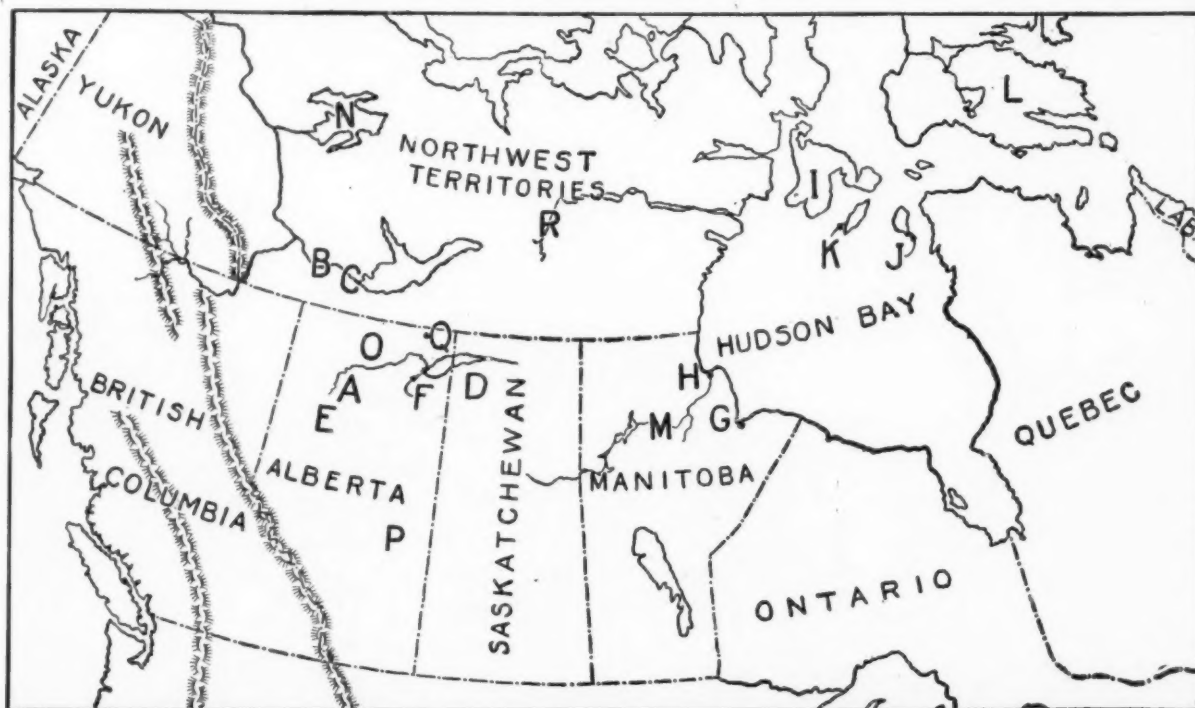 ALASKA
YUKON
N
NORTHWEST
TERRITORIES
L
I
R
K
J
LAB
B
C
O
Q
HUDSON BAY
A
F
D
H
E
M
G
BRITISH
COLUMBIA
ALBERTA
P
SASKATCHEWAN
MANITOBA
QUEBEC
ONTARIO